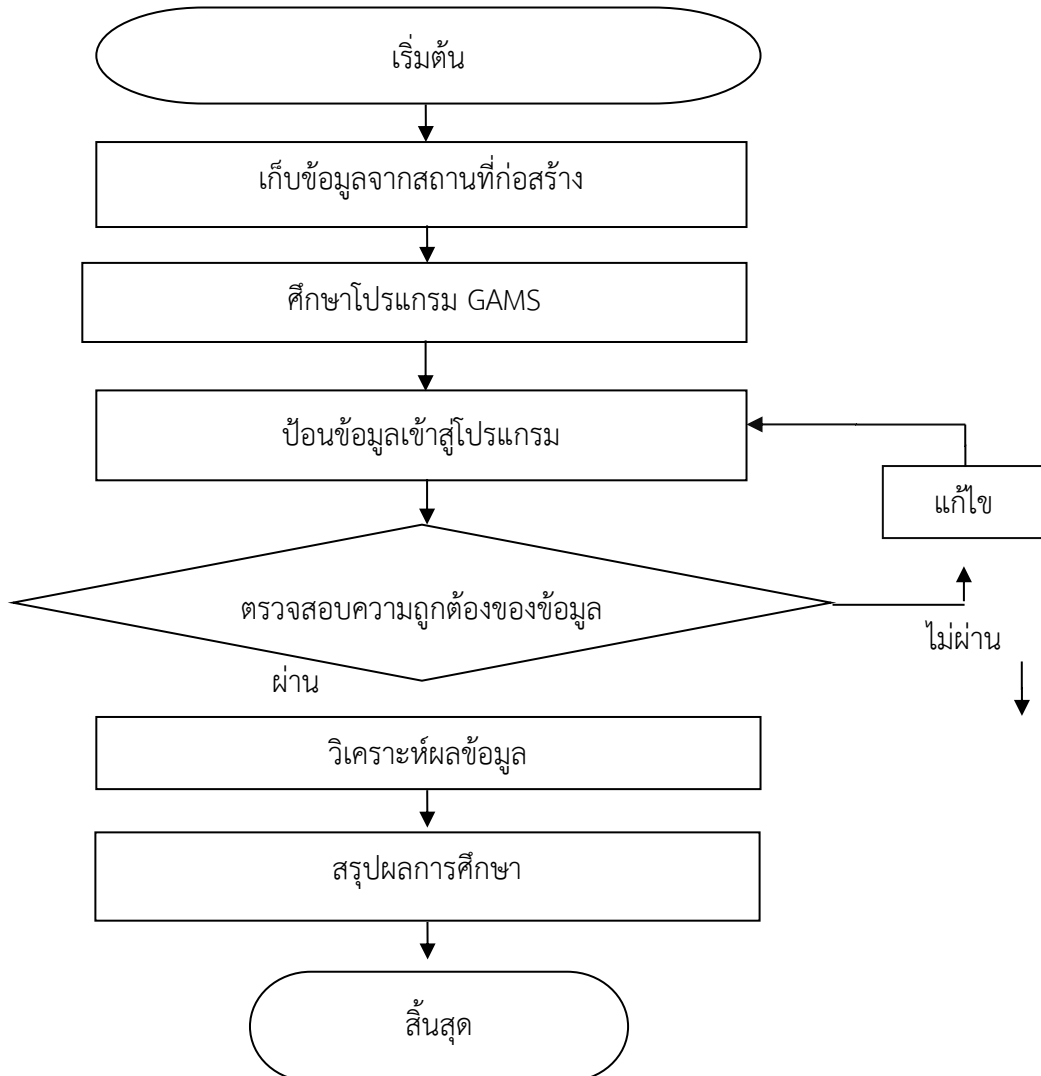 เริ่มต้น
เก็บข้อมูลจากสถานที่ก่อสร้าง
ศึกษาโปรแกรม GAMS
ป้อนข้อมูลเข้าสู่โปรแกรม
แก้ไข
ตรวจสอบความถูกต้องของข้อมูล
ไม่ผ่าน
ผ่าน
วิเคราะห์ผลข้อมูล
สรุปผลการศึกษา
สิ้นสุด